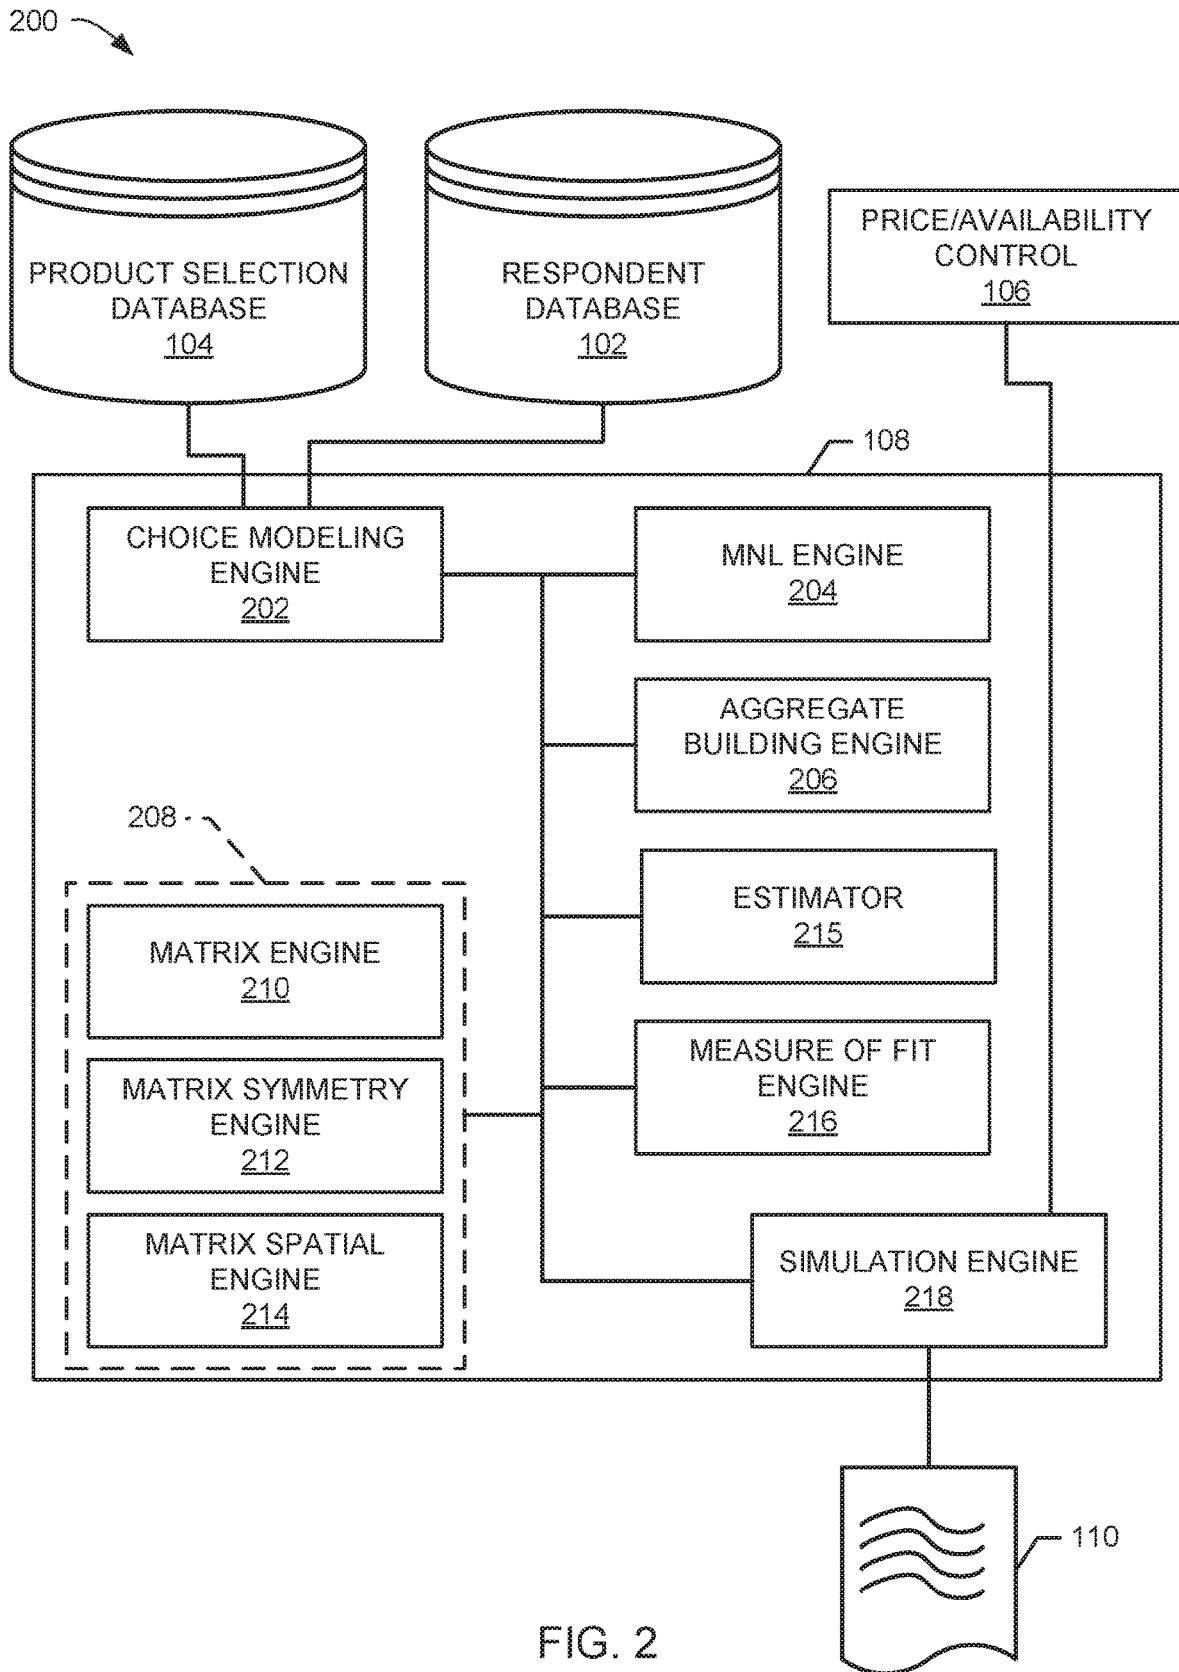 200
PRODUCT SELECTION
DATABASE
104
RESPONDENT
DATABASE
102
PRICE/AVAILABILITY
CONTROL
106
108
CHOICE MODELING
ENGINE
202
MNL ENGINE
204
AGGREGATE
BUILDING ENGINE
206
208
MATRIX ENGINE
210
ESTIMATOR
215
MATRIX SYMMETRY
ENGINE
212
MEASURE OF FIT
ENGINE
216
MATRIX SPATIAL
ENGINE
214
SIMULATION ENGINE
218
110
FIG. 2